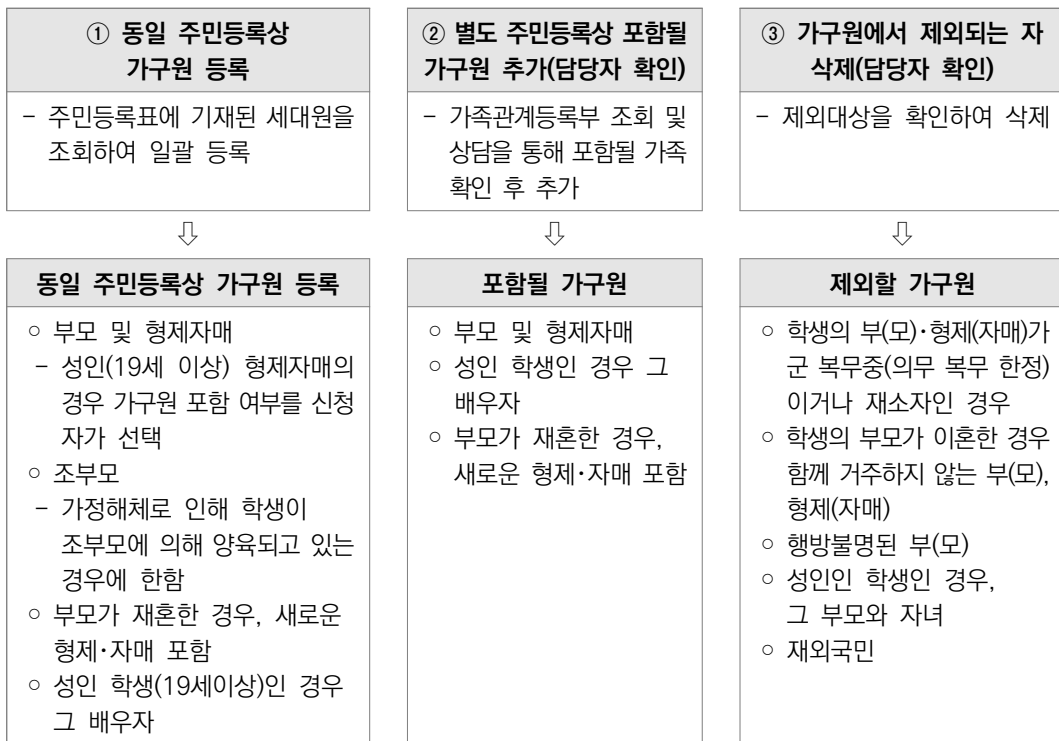 ① 동일 주민등록상
가구원 등록
- 주민등록표에 기재된 세대원을
조회하여 일괄 등록
⇩
동일 주민등록상 가구원 등록
○ 부모 및 형제자매
- 성인(19세 이상) 형제자매의
경우 가구원 포함 여부를 신청
자가 선택
○ 조부모
- 가정해체로 인해 학생이
조부모에 의해 양육되고 있는
경우에 한함
○ 부모가 재혼한 경우, 새로운
형제·자매 포함
○ 성인 학생(19세이상)인 경우
그 배우자
② 별도 주민등록상 포함될
가구원 추가(담당자 확인)
- 가족관계등록부 조회 및
상담을 통해 포함될 가족
확인 후 추가
⇩
포함될 가구원
○ 부모 및 형제자매
○ 성인 학생인 경우 그
배우자
○ 부모가 재혼한 경우,
새로운 형제·자매 포함
③ 가구원에서 제외되는 자
삭제(담당자 확인)
- 제외대상을 확인하여 삭제
⇩
제외할 가구원
○ 학생의 부(모)·형제(자매)가
군 복무중(의무 복무 한정)
이거나 재소자인 경우
○ 학생의 부모가 이혼한 경우
함께 거주하지 않는 부(모),
형제(자매)
○ 행방불명된 부(모)
○ 성인인 학생인 경우,
그 부모와 자녀
○ 재외국민